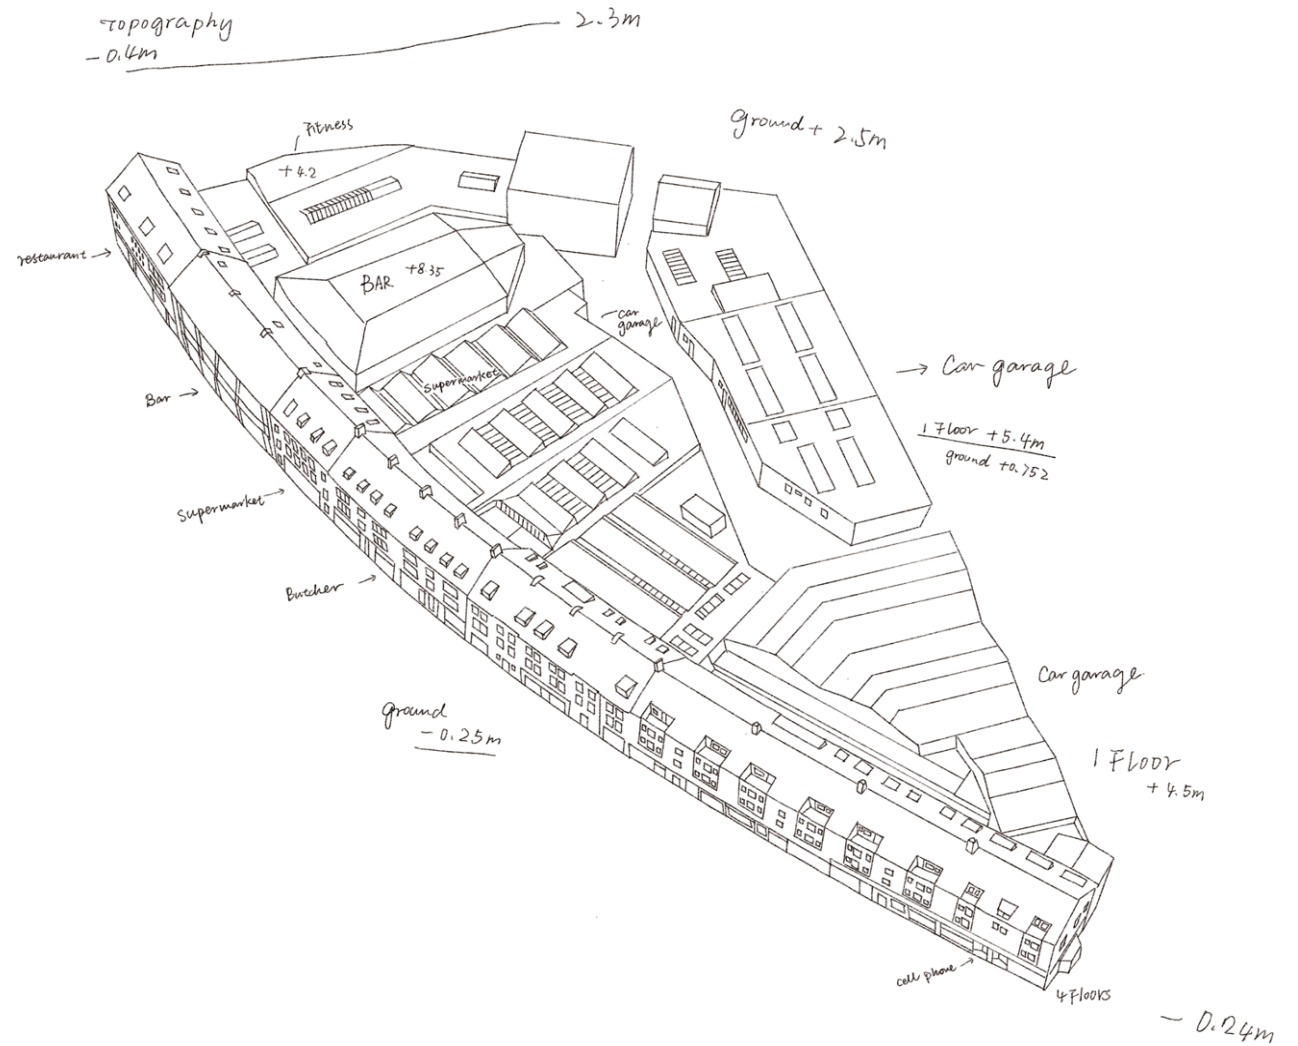 Topography
2.3m
- 0.4m
Fitness
ground + 2.5m
+ 4.2
restaurant
BAR +8.35
car
garage
Car garage
Supermarket
Bar
1 Floor +5.4m
ground +0.752
Supermarket
Butcher
Car garage
ground
- 0.25m
1 Floor
+ 4.5m
cell phone
4 Floors
- 0.24m